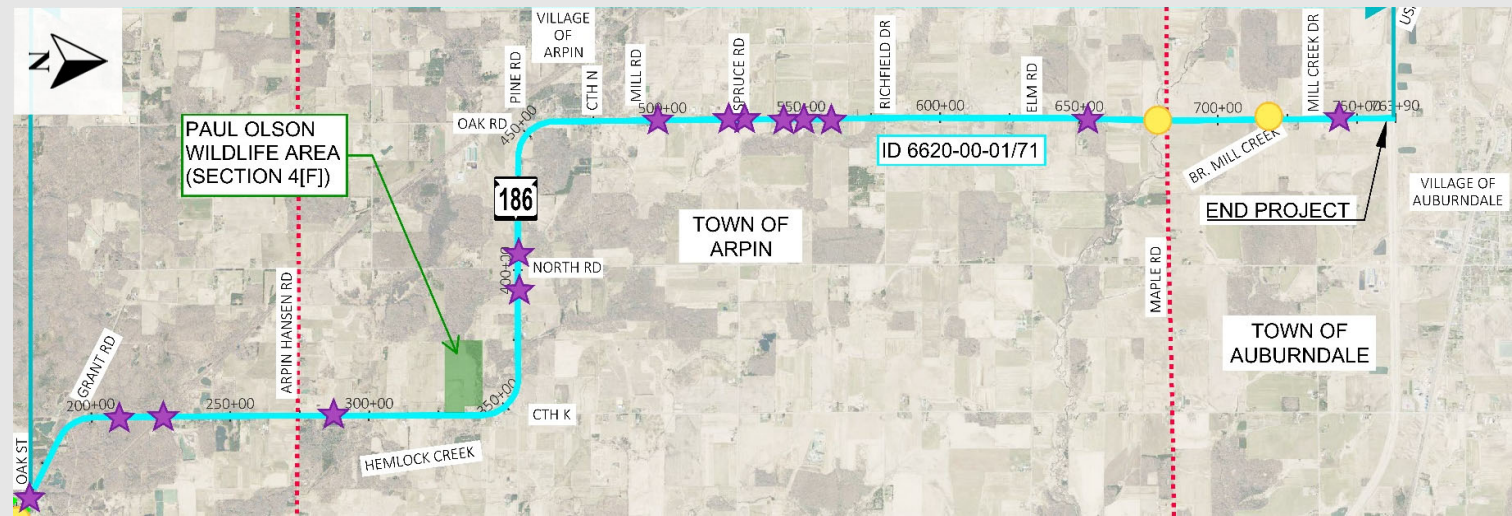 N
VILLAGE
OF
ARPIN
PINE RD
CTH N
MILL RD
SPRUCE RD
RICHFIELD DR
ELM RD
MILL CREEK DR
OAK RD
450+00
500+00
550+00
600+00
650+00
700+00
750+00
763+90
PAUL OLSON
WILDLIFE AREA
(SECTION 4[F])
ID 6620-00-01/71
BR. MILL CREEK
186
END PROJECT
VILLAGE OF
AUBURNDALE
TOWN OF
ARPIN
NORTH RD
400+00
ARPIN HANSEN RD
MAPLE RD
TOWN OF
AUBURNDALE
GRANT RD
200+00
250+00
300+00
350+00
CTH K
HEMLOCK CREEK
OAK ST